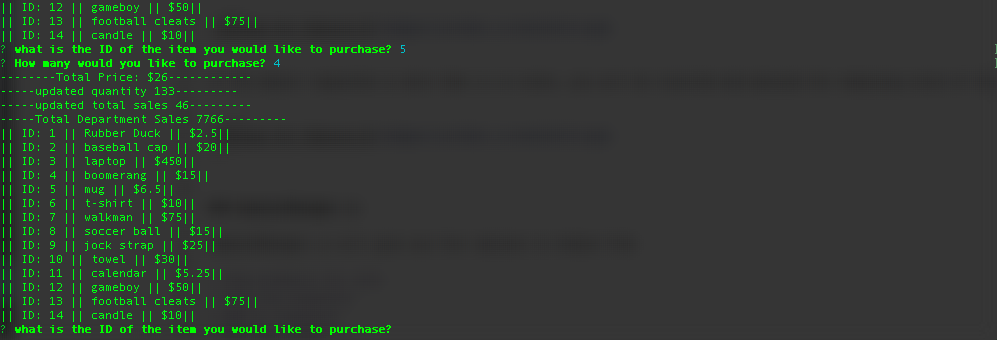 || ID: 12 || gameboy || $50||
|| ID: 13 || football cleats || $75||
|| ID: 14 || candle || $10||
? what is the ID of the item you would like to purchase? 5
? How many would you like to purchase? 4
--------Total Price: $26------------
-----updated quantity 133---------
-----updated total sales 46---------
-----Total Department Sales 7766---------
|| ID: 1 || Rubber Duck || $2.5||
|| ID: 2 || baseball cap || $20||
|| ID: 3 || laptop || $450||
|| ID: 4 || boomerang || $15||
|| ID: 5 || mug || $6.5||
|| ID: 6 || t-shirt || $10||
|| ID: 7 || walkman || $75||
|| ID: 8 || soccer ball || $15||
|| ID: 9 || jock strap || $25||
|| ID: 10 || towel || $30||
|| ID: 11 || calendar || $5.25||
|| ID: 12 || gameboy || $50||
|| ID: 13 || football cleats || $75||
|| ID: 14 || candle || $10||
? what is the ID of the item you would like to purchase?